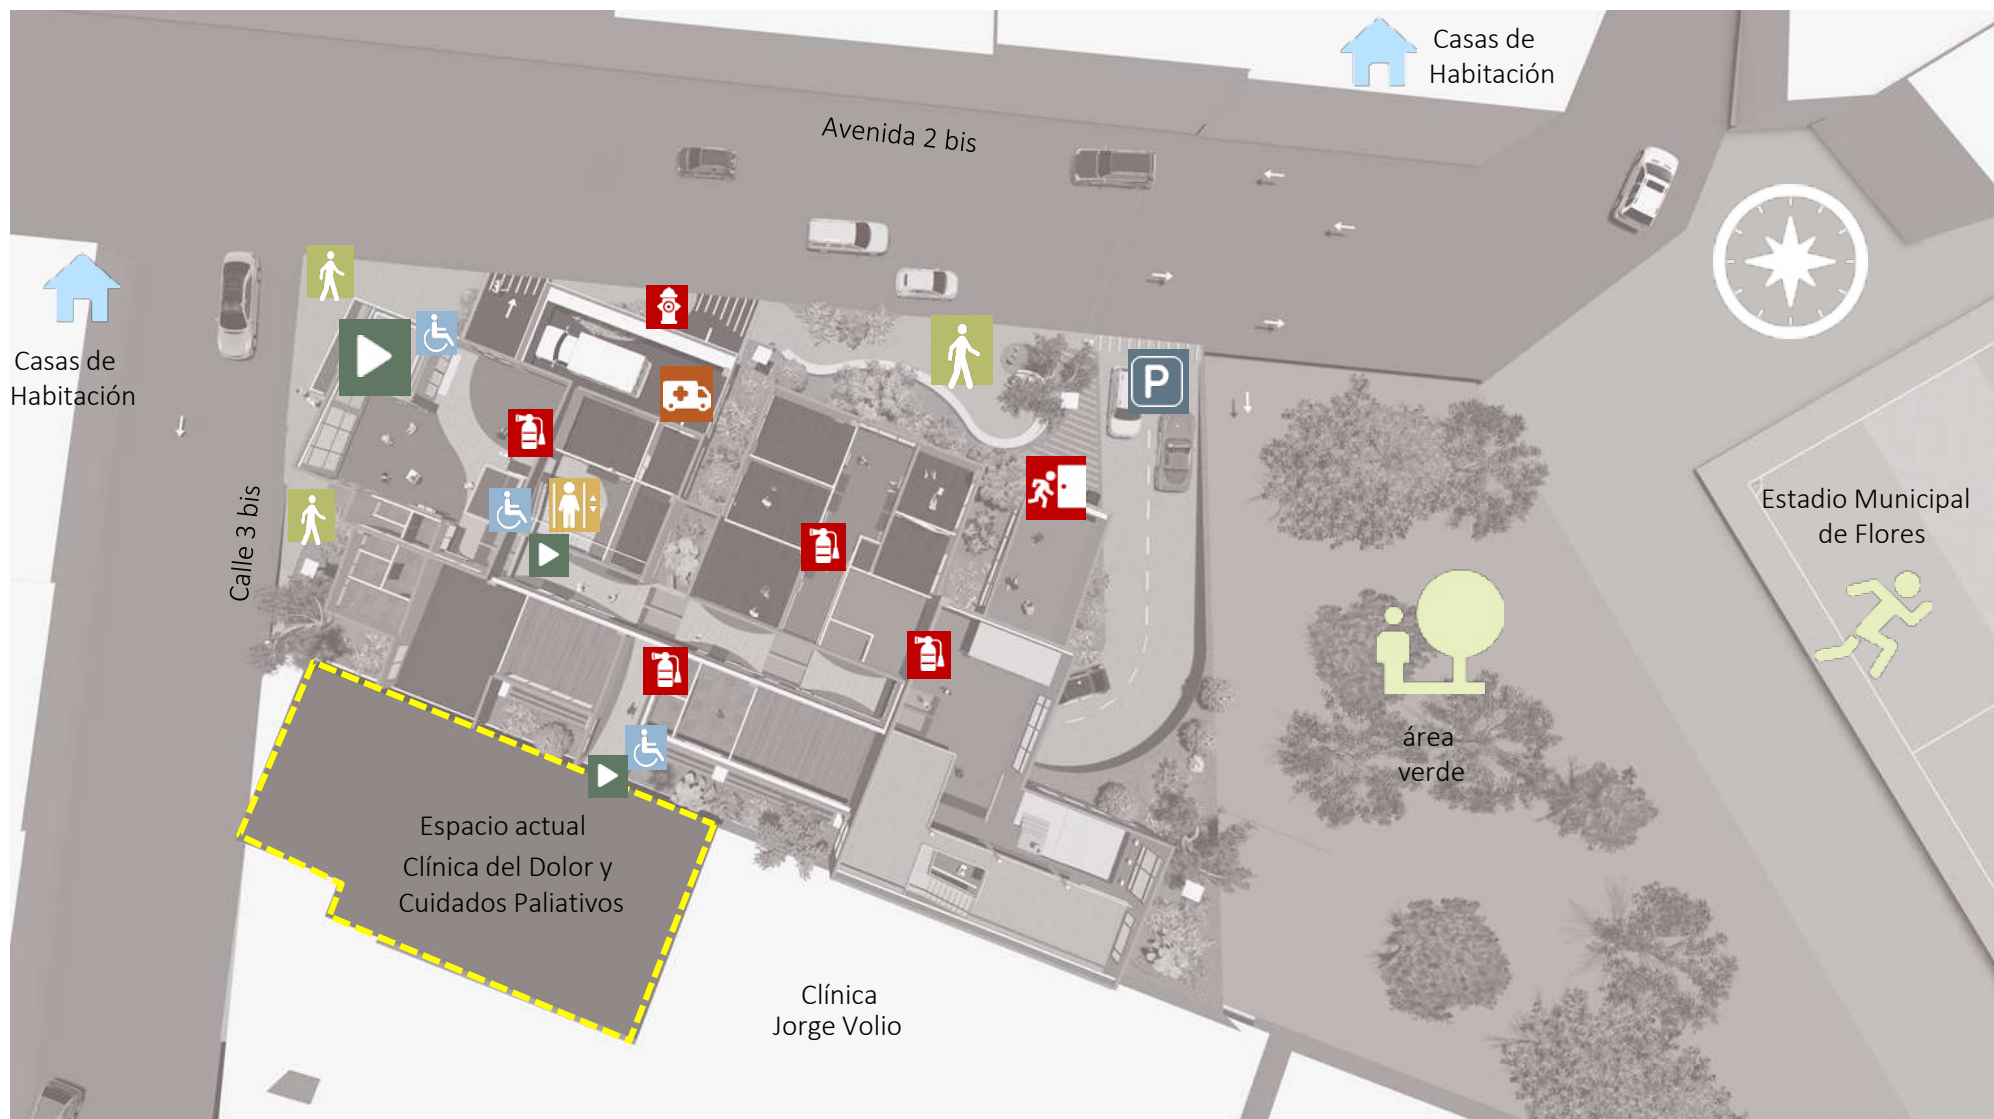 Casas de
Habitación
Avenida 2 bis
Casas de
Habitación
P
Calle 3 bis
Estadio Municipal
de Flores
área
verde
Espacio actual
Clínica del Dolor y
Cuidados Paliativos
Clínica
Jorge Volio